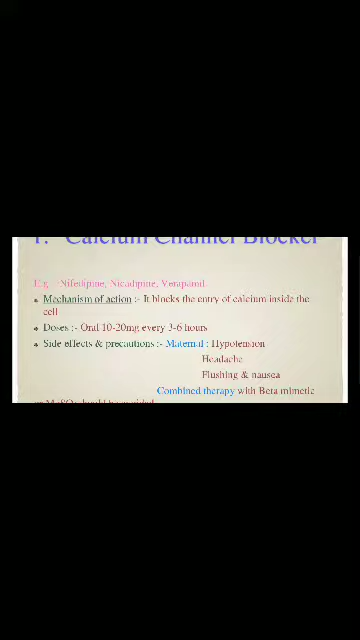 1. Calcium Channel Blocker
E.g :- Nifedipine, Nicardipine, Verapamil
Mechanism of action :- It blocks the entry of calcium inside the
cell
Doses :- Oral 10-20mg every 3-6 hours
Side effects & precautions :- Maternal : Hypotension
Headache
Flushing & nausea
Combined therapy with Beta mimetic